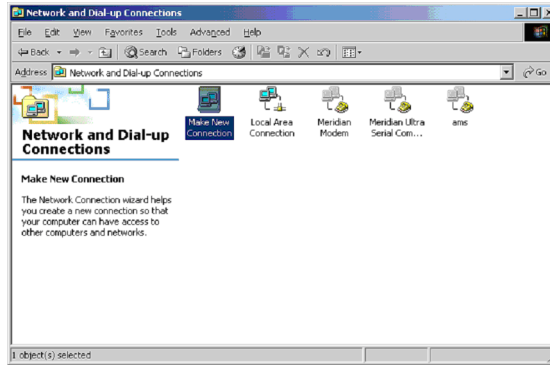 Network and Dial-up Connections
File Edit View Favorites Tools Advanced Help
Back Search Folders
Address Network and Dial-up Connections Go
Make New Connection
Local Area Connection
Meridian Modem
Meridian Ultra Serial Com...
ams
Network and Dial-up
Connections
Make New Connection
The Network Connection wizard helps
you create a new connection so that
your computer can have access to
other computers and networks.
1 object(s) selected